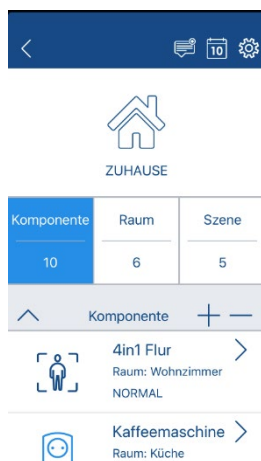 10
ZUHAUSE
Komponente Raum Szene
10 6 5
Komponente
4in1 Flur
Raum: Wohnzimmer
NORMAL
Kaffeemaschine
Raum: Küche